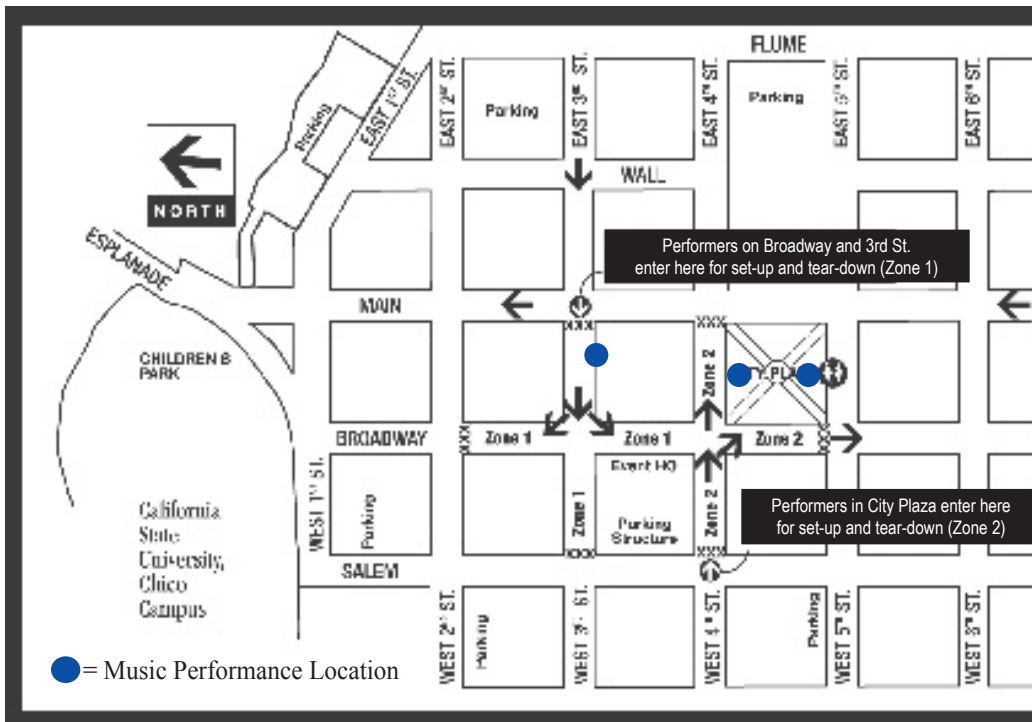 FLUME
EAST 1ST ST.
EAST 2ND ST.
EAST 3RD ST.
EAST 4TH ST.
EAST 5TH ST.
EAST 6TH ST.
Parking
Parking
Parking
WALL
NORTH
ESPLANADE
Performers on Broadway and 3rd St.
enter here for set-up and tear-down (Zone 1)
MAIN
CHILDREN'S
PARK
Zone 2
CITY PLAZA
BROADWAY
Zone 1
Zone 1
Zone 2
Event HQ
WEST 1ST ST.
Parking
Zone 1
Parking
Structure
Zone 2
Performers in City Plaza enter here
for set-up and tear-down (Zone 2)
California
State
University,
Chico
Campus
SALEM
WEST 2ND ST.
Parking
WEST 3RD ST.
WEST 4TH ST.
Parking
WEST 5TH ST.
WEST 6TH ST.
= Music Performance Location